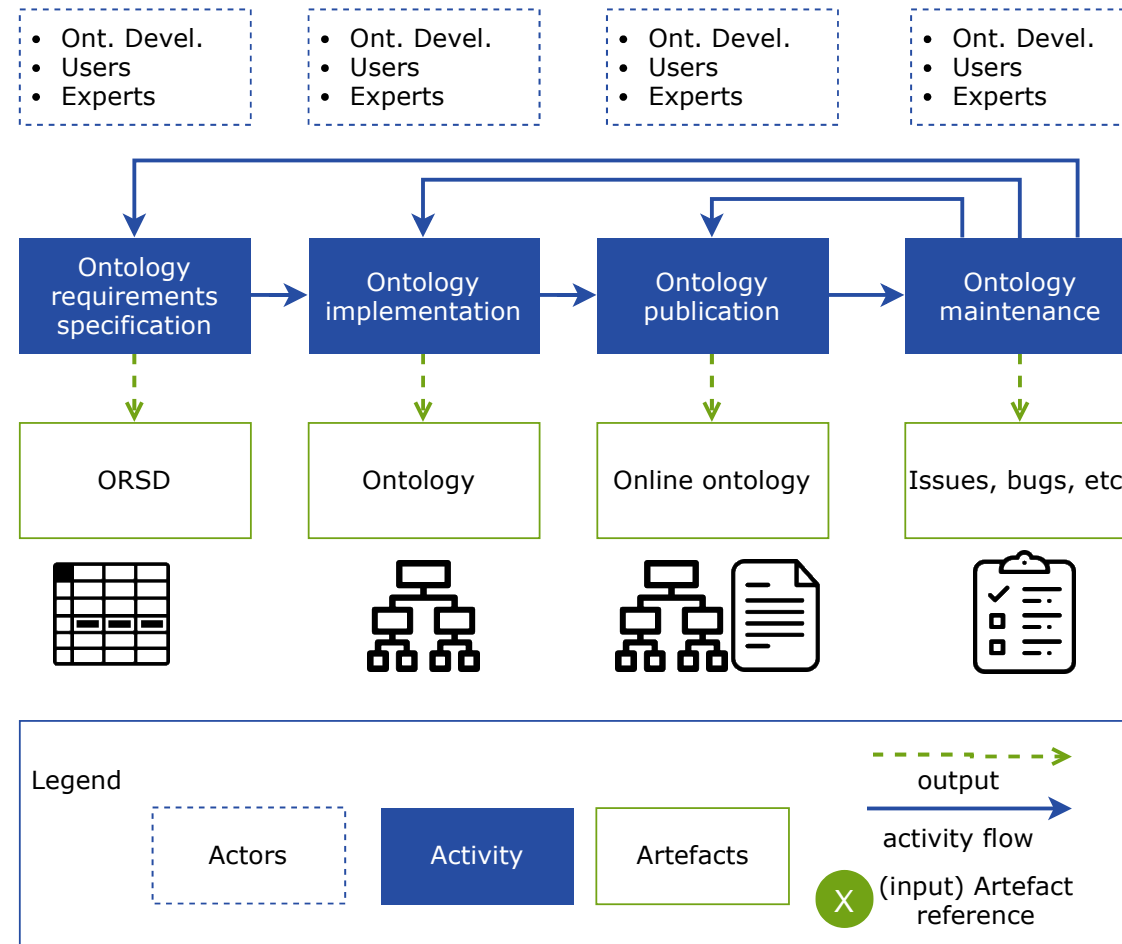 • Ont. Devel.
• Users
• Experts
• Ont. Devel.
• Users
• Experts
• Ont. Devel.
• Users
• Experts
• Ont. Devel.
• Users
• Experts
Ontology
requirements
specification
Ontology
implementation
Ontology
publication
Ontology
maintenance
ORSD
Ontology
Online ontology
Issues, bugs, etc
Legend
Actors
Activity
Artefacts
output
activity flow
X
(input) Artefact
reference